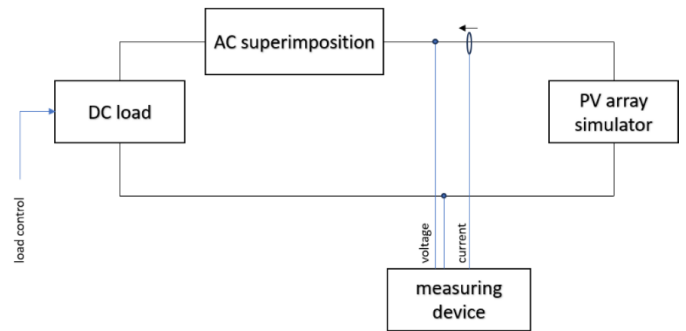 AC superimposition
DC load
PV array
simulator
load control
voltage
current
measuring
device